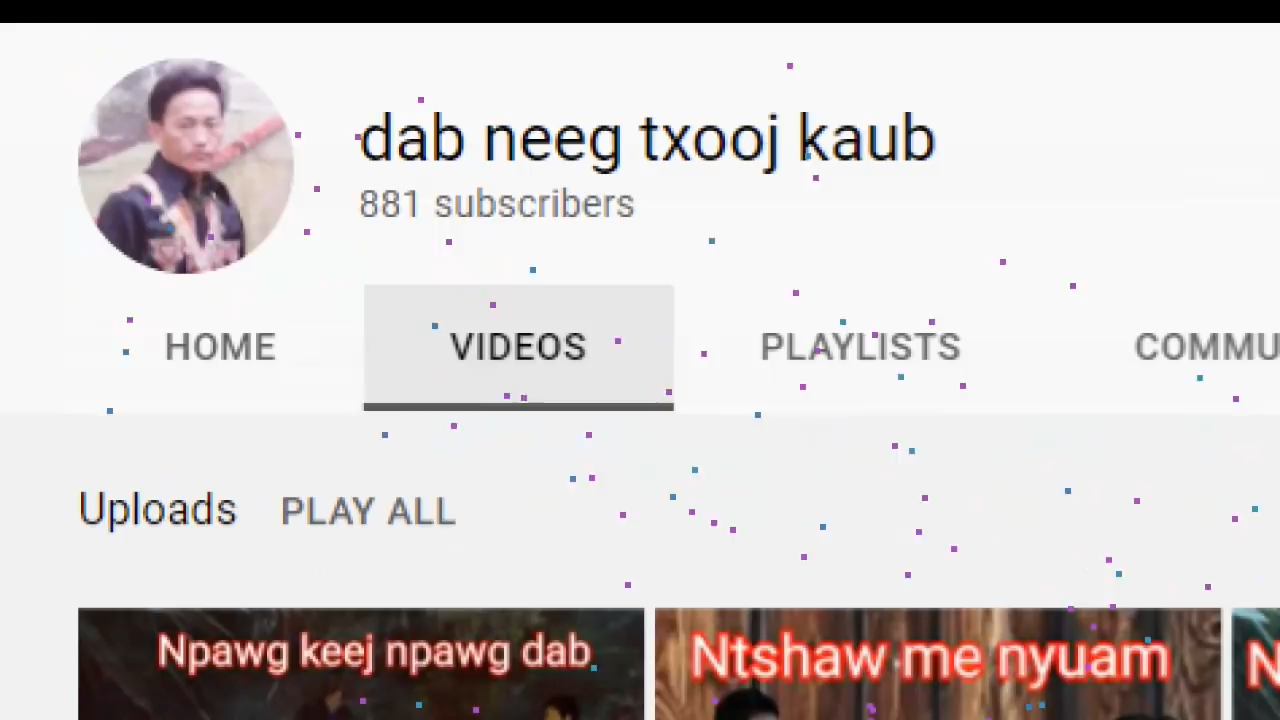 dab neeg txooj kaub
881 subscribers
HOME VIDEOS PLAYLISTS COMMU
Uploads PLAY ALL
Npawg keej npawg dab Ntshaw me nyuam N